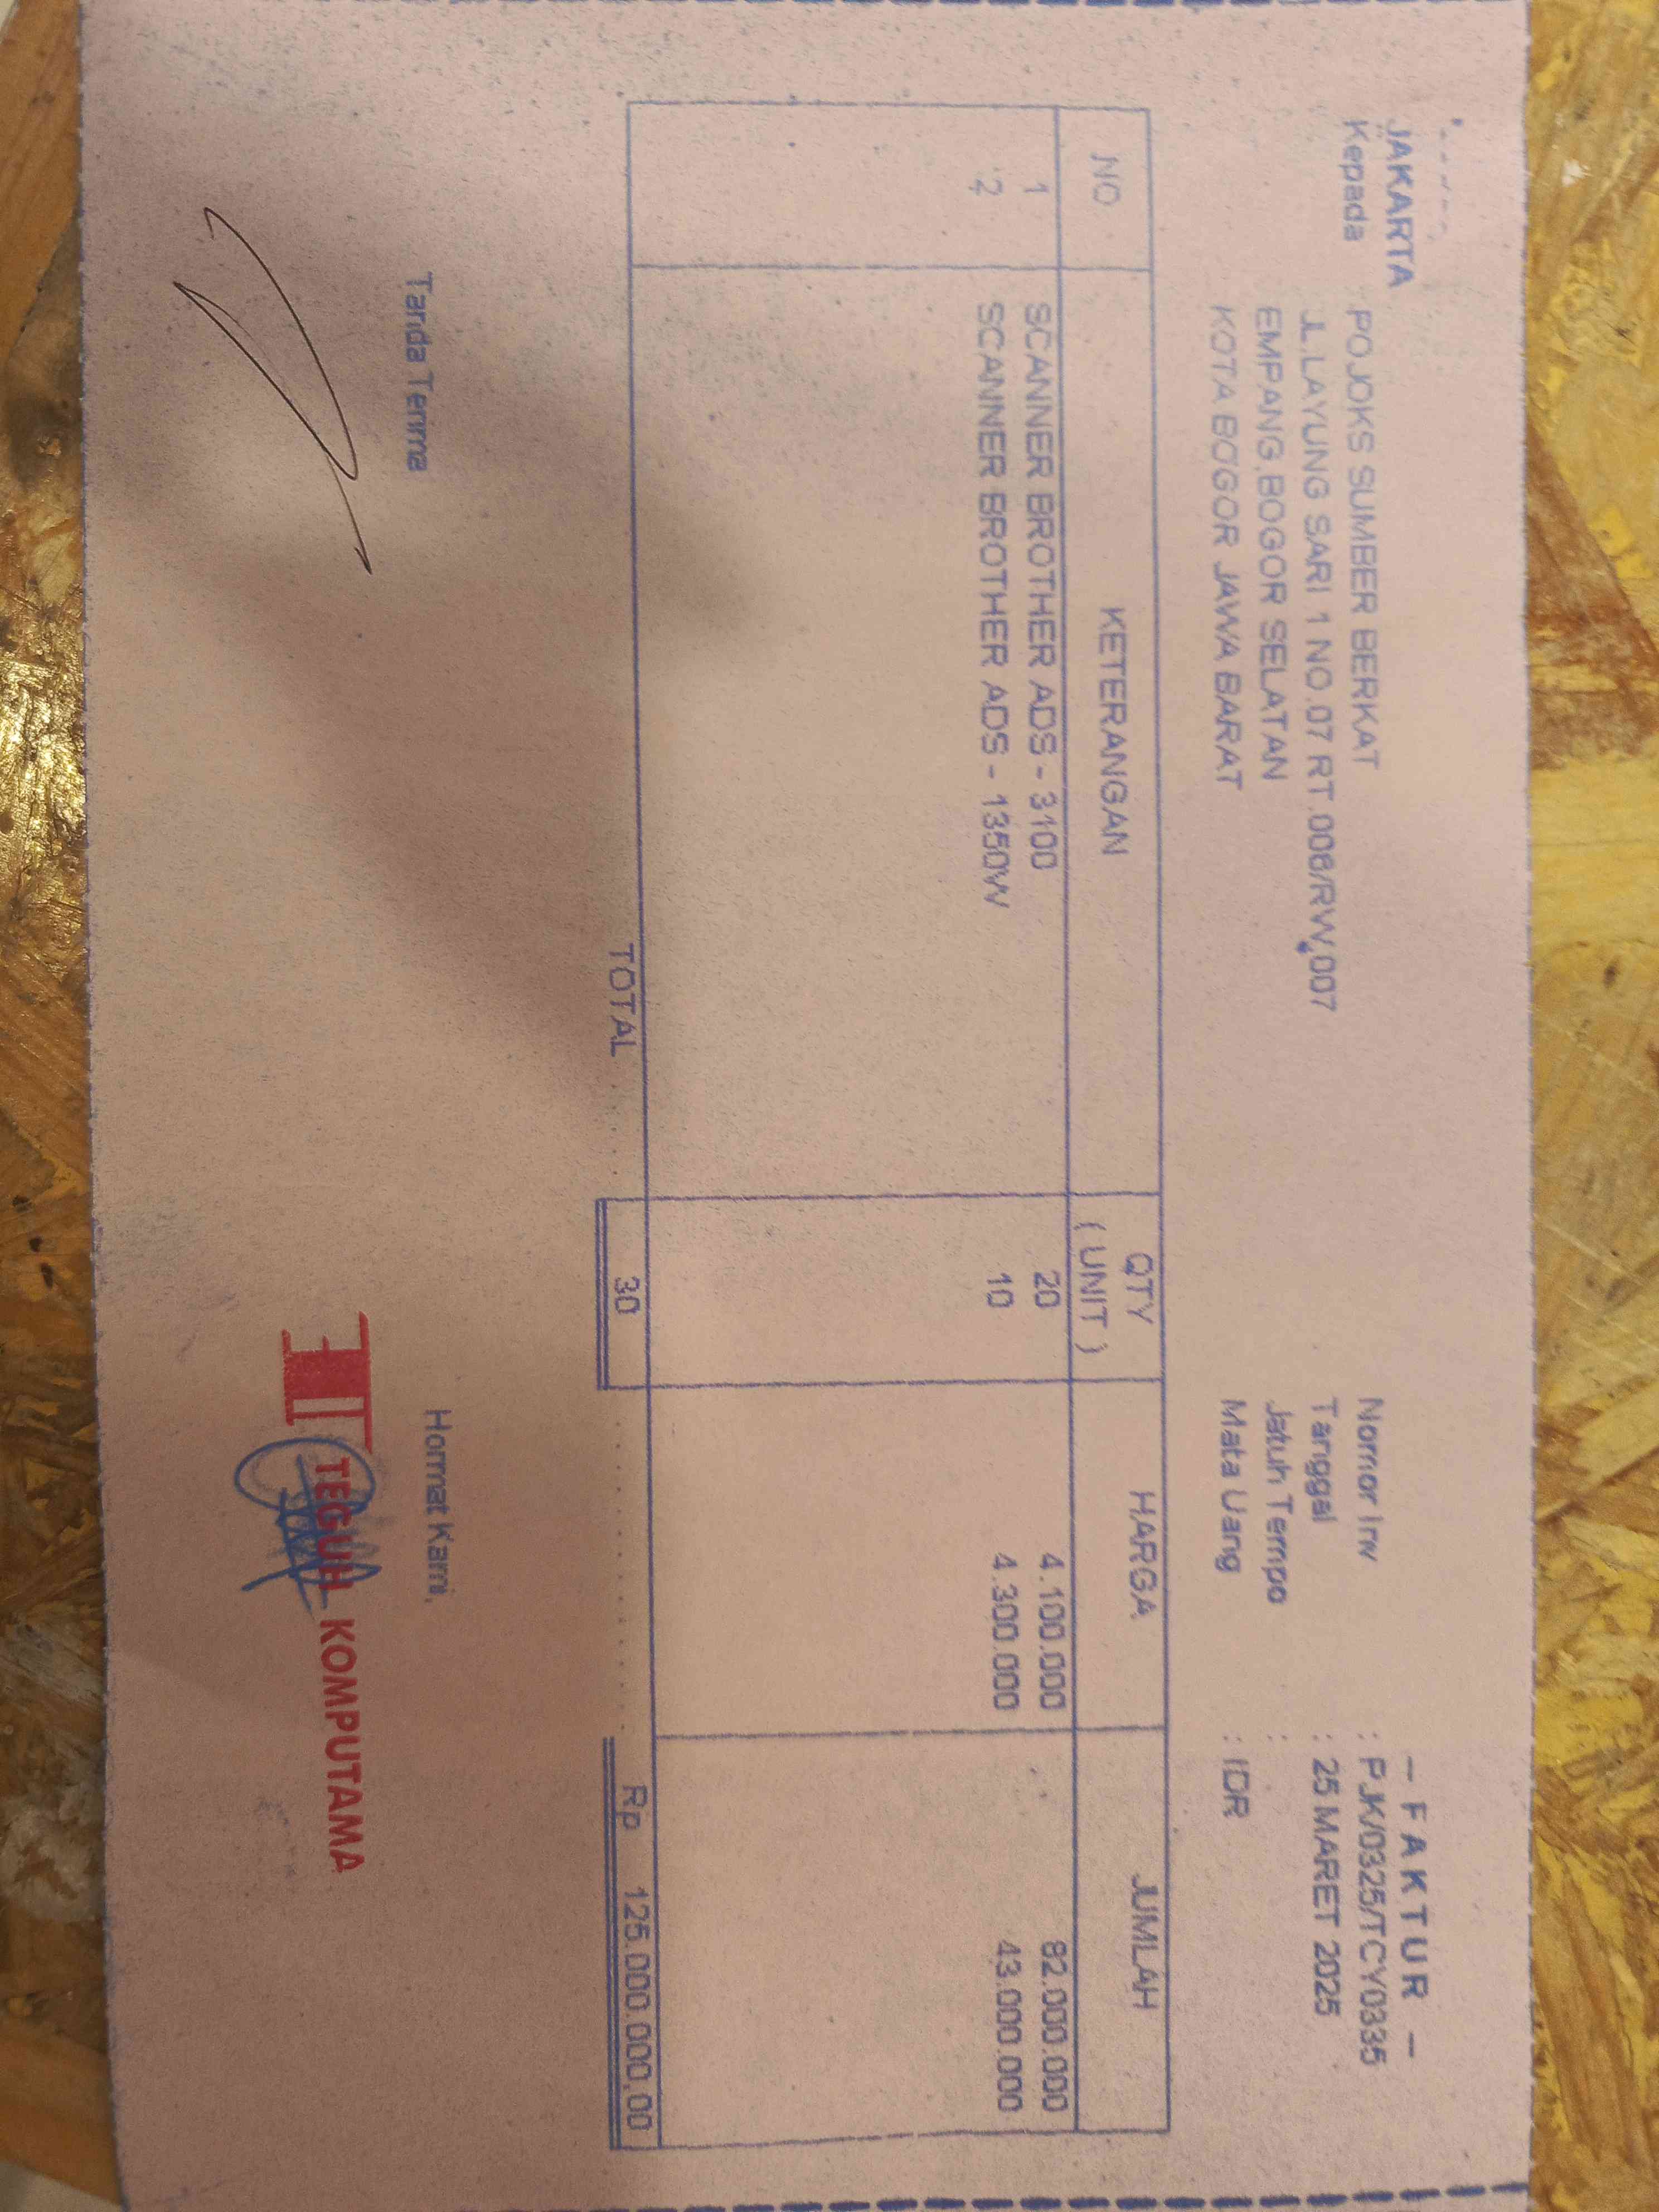 JAKARTA
— F A K T U R —
Kepada : POJOKS SUMBER BERKAT
JL.LAYUNG SARI 1 NO.07 RT.006/RW.007
EMPANG,BOGOR SELATAN
KOTA BOGOR JAWA BARAT
Nomor Inv : PJK/0325/TCY0335
Tanggal : 25 MARET 2025
Jatuh Tempo :
Mata Uang : IDR
NO KETERANGAN QTY ( UNIT ) HARGA JUMLAH
1 SCANNER BROTHER ADS - 3100 20 4.100.000 82.000.000
2 SCANNER BROTHER ADS - 1350W 10 4.300.000 43.000.000
TOTAL 30 Rp 125.000.000,00
Tanda Terima
Hormat Kami,
TEGUH KOMPUTAMA